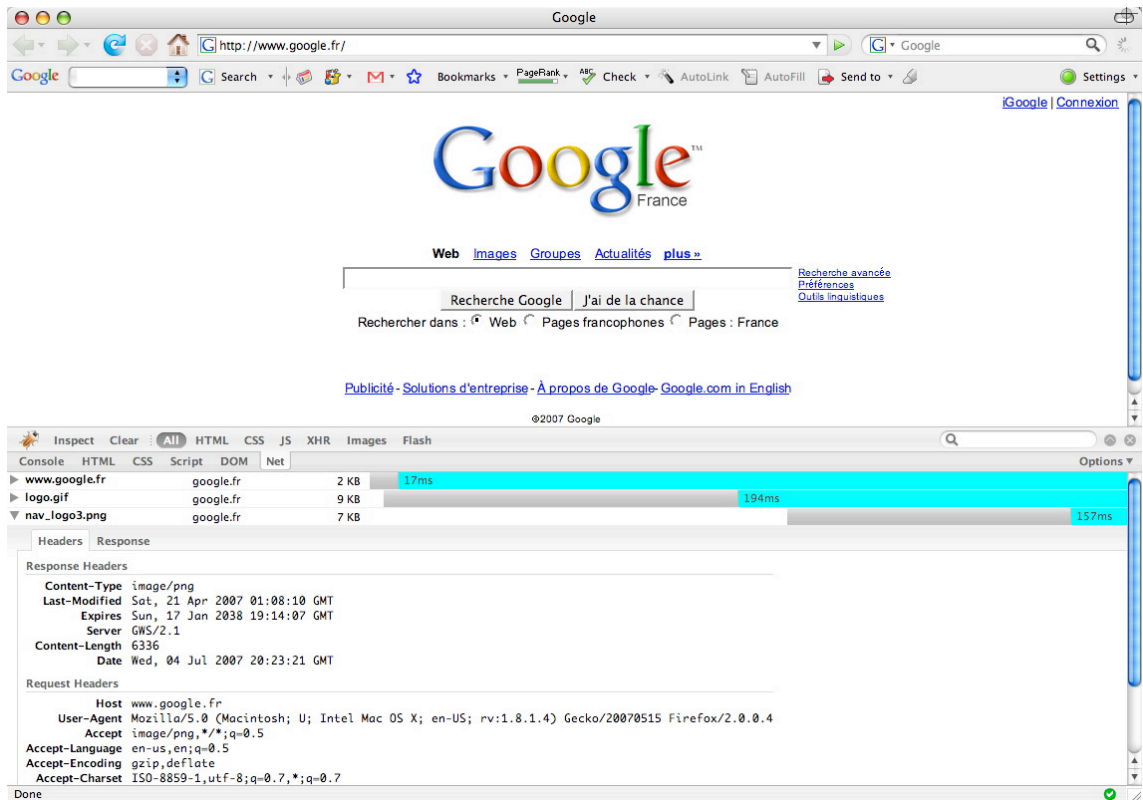 Google
http://www.google.fr/ G Google
Google G Search Bookmarks PageRank ABC Check AutoLink AutoFill Send to Settings
iGoogle | Connexion
Google™
France
Web Images Groupes Actualités plus »
Recherche avancée
Préférences
Outils linguistiques
Recherche Google J'ai de la chance
Rechercher dans : Web Pages francophones Pages : France
Publicité - Solutions d'entreprise - À propos de Google - Google.com in English
©2007 Google
Inspect Clear All HTML CSS JS XHR Images Flash
Console HTML CSS Script DOM Net Options
www.google.fr google.fr 2 KB 17ms
logo.gif google.fr 9 KB 194ms
nav_logo3.png google.fr 7 KB 157ms
Headers Response
Response Headers
Content-Type image/png
Last-Modified Sat, 21 Apr 2007 01:08:10 GMT
Expires Sun, 17 Jan 2038 19:14:07 GMT
Server GWS/2.1
Content-Length 6336
Date Wed, 04 Jul 2007 20:23:21 GMT
Request Headers
Host www.google.fr
User-Agent Mozilla/5.0 (Macintosh; U; Intel Mac OS X; en-US; rv:1.8.1.4) Gecko/20070515 Firefox/2.0.0.4
Accept image/png,*/*;q=0.5
Accept-Language en-us,en;q=0.5
Accept-Encoding gzip,deflate
Accept-Charset ISO-8859-1,utf-8;q=0.7,*;q=0.7
Done